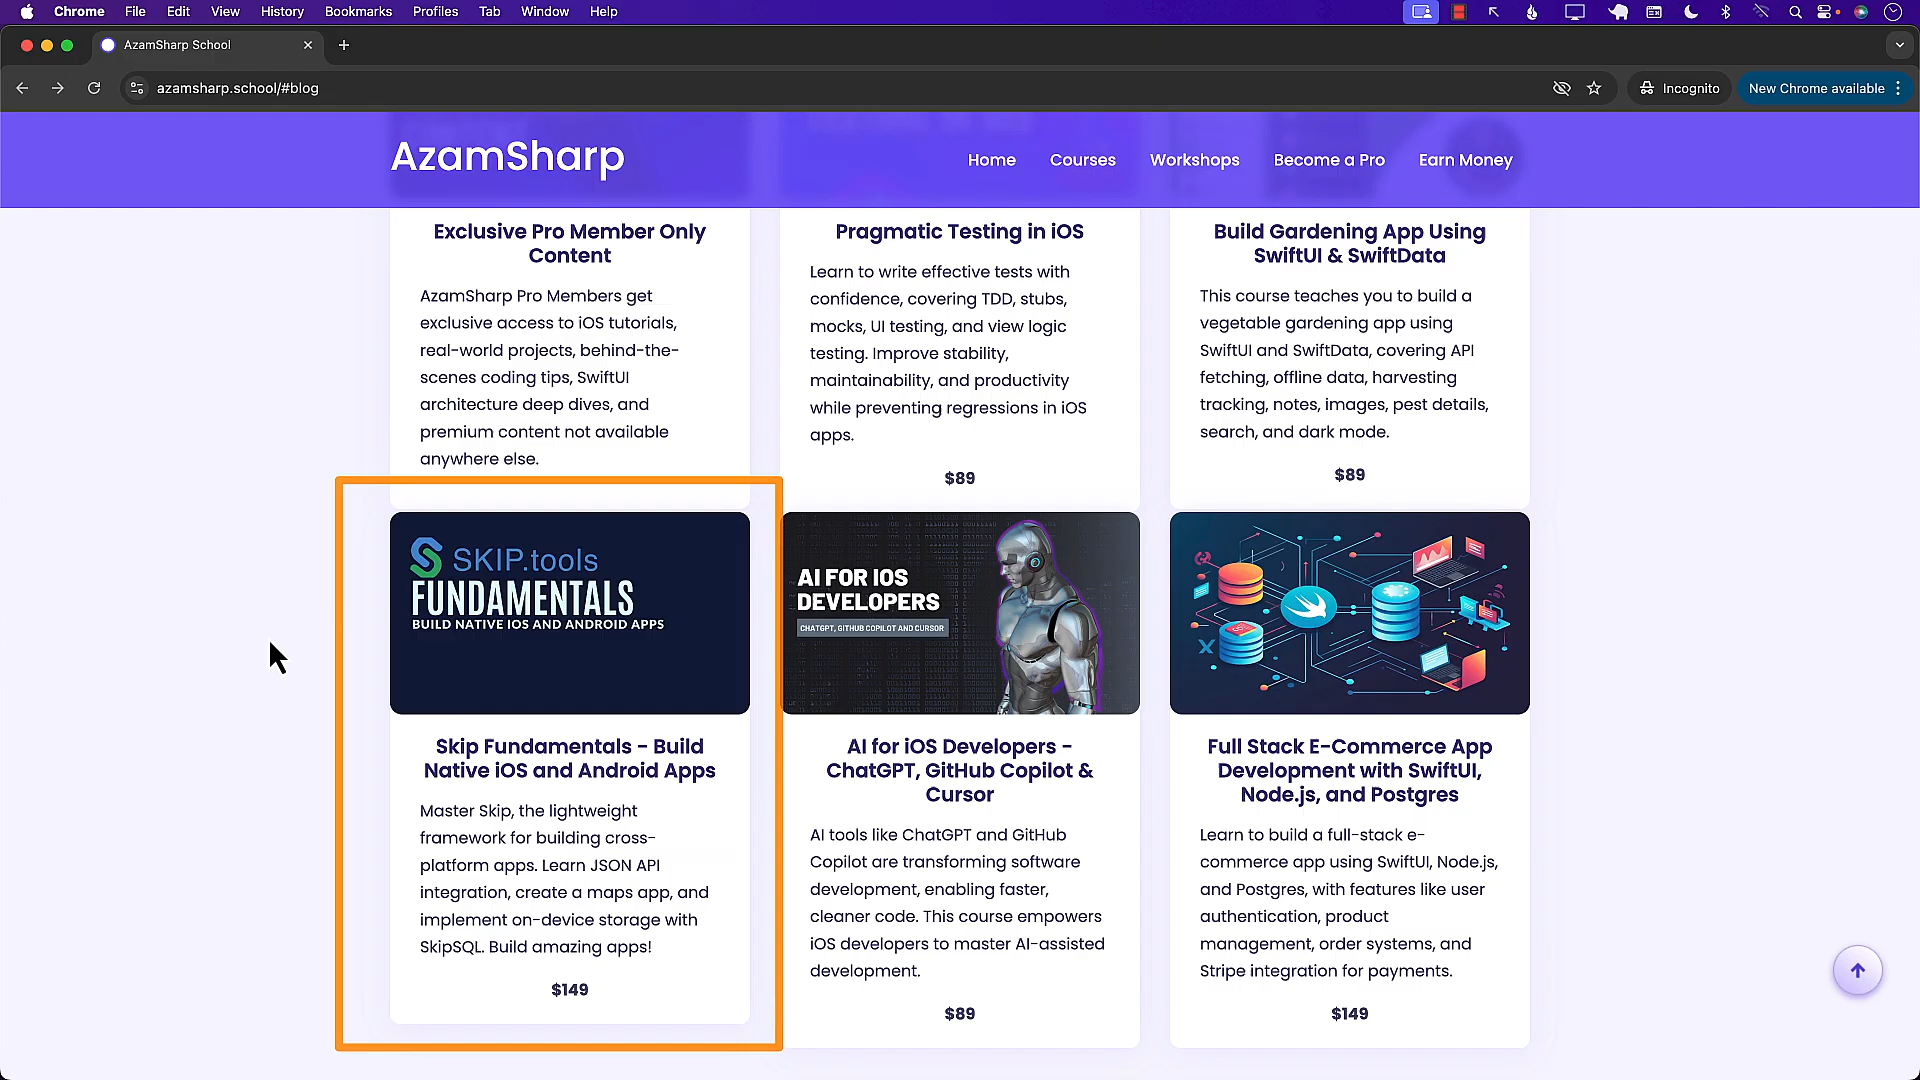 Chrome File Edit View History Bookmarks Profiles Tab Window Help
AzamSharp School
azamsharp.school/#blog
Incognito
New Chrome available
AzamSharp
Home Courses Workshops Become a Pro Earn Money
Exclusive Pro Member Only
Content
AzamSharp Pro Members get
exclusive access to iOS tutorials,
real-world projects, behind-the-
scenes coding tips, SwiftUI
architecture deep dives, and
premium content not available
anywhere else.
Pragmatic Testing in iOS
Learn to write effective tests with
confidence, covering TDD, stubs,
mocks, UI testing, and view logic
testing. Improve stability,
maintainability, and productivity
while preventing regressions in iOS
apps.
$89
Build Gardening App Using
SwiftUI & SwiftData
This course teaches you to build a
vegetable gardening app using
SwiftUI and SwiftData, covering API
fetching, offline data, harvesting
tracking, notes, images, pest details,
search, and dark mode.
$89
SKIP.tools
FUNDAMENTALS
BUILD NATIVE IOS AND ANDROID APPS
Skip Fundamentals - Build
Native iOS and Android Apps
Master Skip, the lightweight
framework for building cross-
platform apps. Learn JSON API
integration, create a maps app, and
implement on-device storage with
SkipSQL. Build amazing apps!
$149
AI FOR IOS
DEVELOPERS
CHATGPT, GITHUB COPILOT AND CURSOR
AI for iOS Developers -
ChatGPT, GitHub Copilot &
Cursor
AI tools like ChatGPT and GitHub
Copilot are transforming software
development, enabling faster,
cleaner code. This course empowers
iOS developers to master AI-assisted
development.
$89
Full Stack E-Commerce App
Development with SwiftUI,
Node.js, and Postgres
Learn to build a full-stack e-
commerce app using SwiftUI, Node.js,
and Postgres, with features like user
authentication, product
management, order systems, and
Stripe integration for payments.
$149